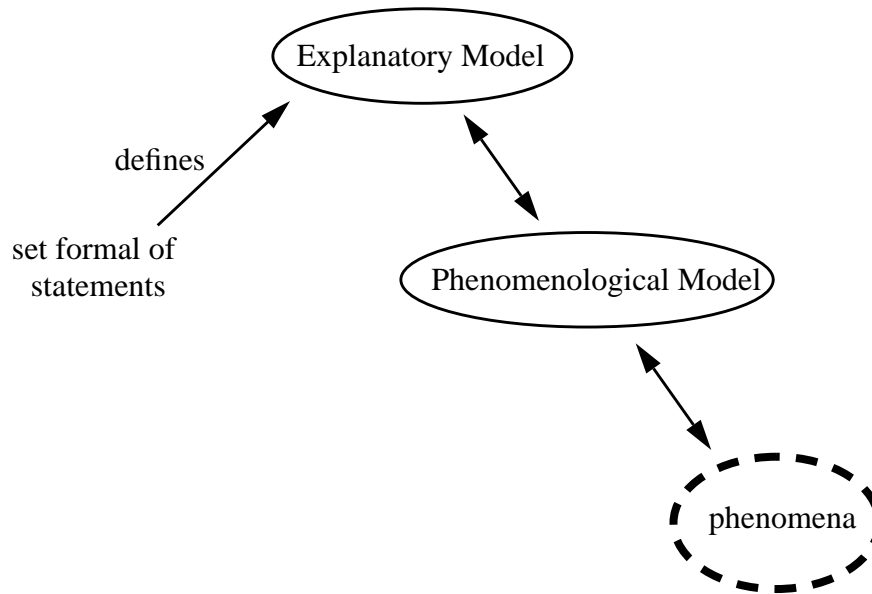 Explanatory Model
defines
set formal of
statements
Phenomenological Model
phenomena